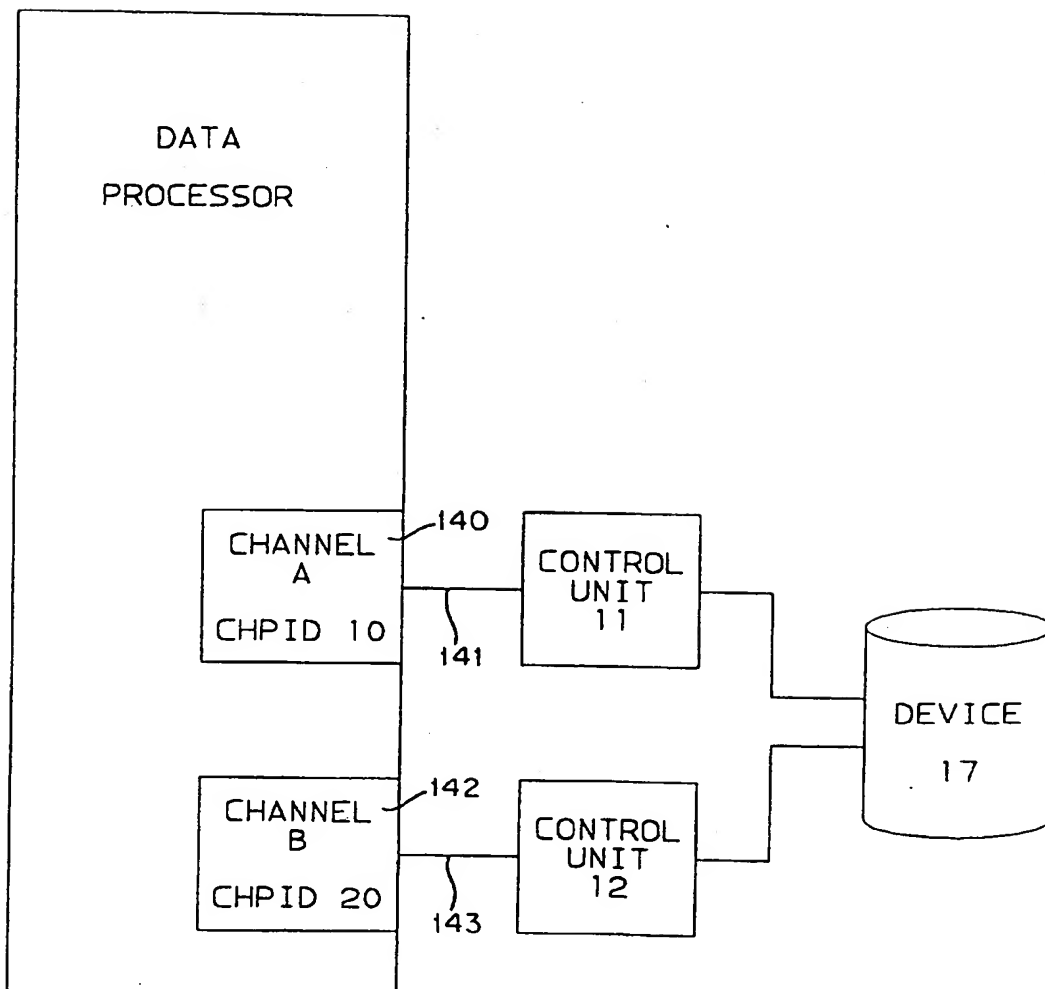 DATA
PROCESSOR
CHANNEL
A
CHPID 10
140
141
CONTROL
UNIT
11
DEVICE
17
CHANNEL
B
CHPID 20
142
143
CONTROL
UNIT
12